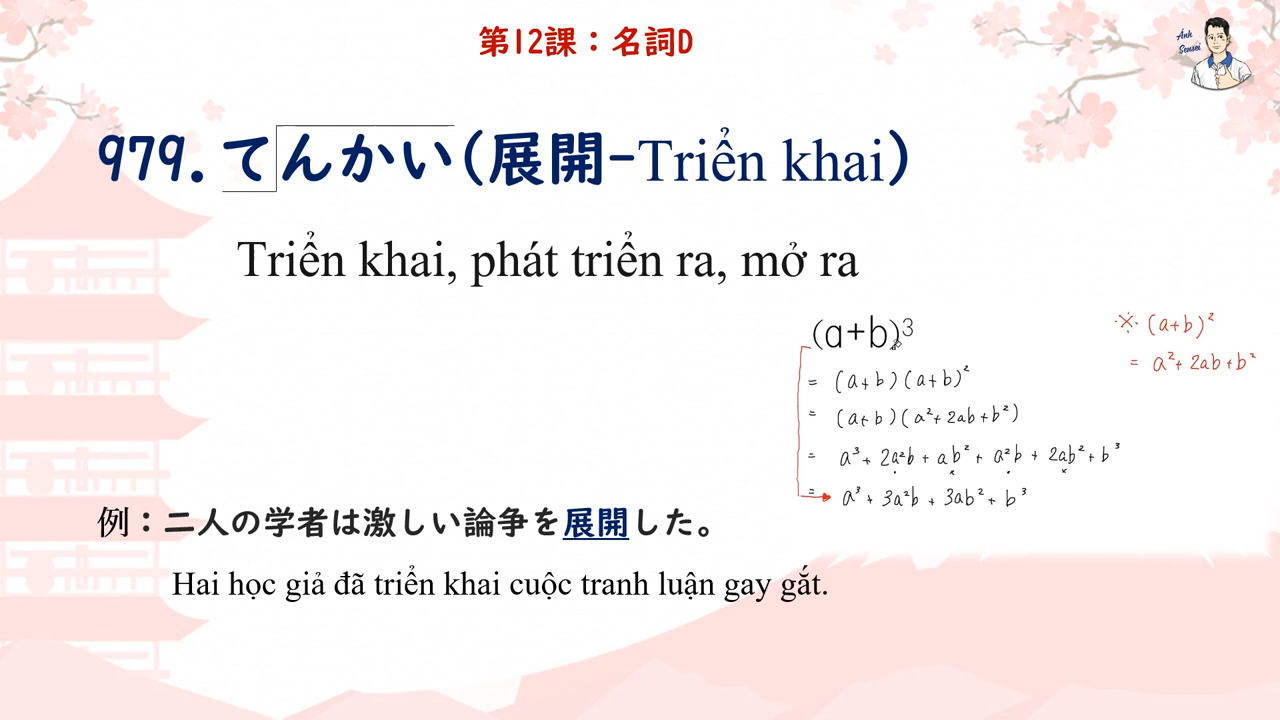 第12課：名詞D
Ánh
Sensei
979. てんかい(展開-Triển khai)
Triển khai, phát triển ra, mở ra
(a+b)³
= (a+b)(a+b)²
= (a+b)(a²+2ab+b²)
= a³+2a²b+ab²+a²b+2ab²+b³
= a³+3a²b+3ab²+b³
※ (a+b)²
= a²+2ab+b²
例：二人の学者は激しい論争を展開した。
Hai học giả đã triển khai cuộc tranh luận gay gắt.